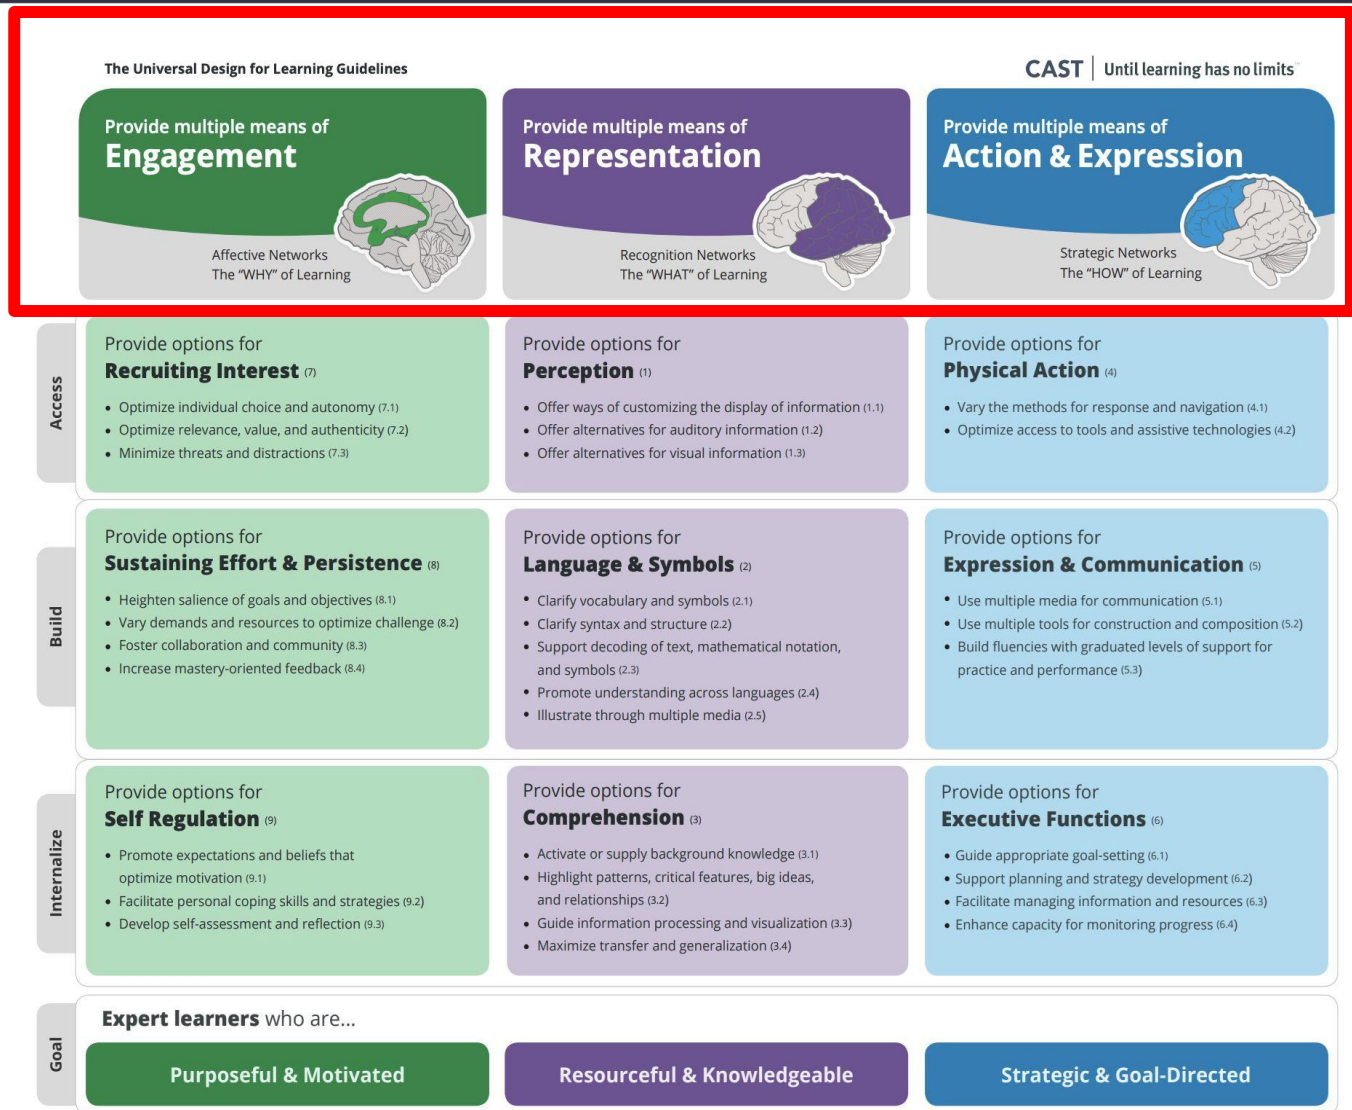 The Universal Design for Learning Guidelines
CAST | Until learning has no limits™
Provide multiple means of
Engagement
Affective Networks
The “WHY” of Learning
Provide multiple means of
Representation
Recognition Networks
The “WHAT” of Learning
Provide multiple means of
Action & Expression
Strategic Networks
The “HOW” of Learning
Access
Provide options for
Recruiting Interest (7)
• Optimize individual choice and autonomy (7.1)
• Optimize relevance, value, and authenticity (7.2)
• Minimize threats and distractions (7.3)
Provide options for
Perception (1)
• Offer ways of customizing the display of information (1.1)
• Offer alternatives for auditory information (1.2)
• Offer alternatives for visual information (1.3)
Provide options for
Physical Action (4)
• Vary the methods for response and navigation (4.1)
• Optimize access to tools and assistive technologies (4.2)
Build
Provide options for
Sustaining Effort & Persistence (8)
• Heighten salience of goals and objectives (8.1)
• Vary demands and resources to optimize challenge (8.2)
• Foster collaboration and community (8.3)
• Increase mastery-oriented feedback (8.4)
Provide options for
Language & Symbols (2)
• Clarify vocabulary and symbols (2.1)
• Clarify syntax and structure (2.2)
• Support decoding of text, mathematical notation,
and symbols (2.3)
• Promote understanding across languages (2.4)
• Illustrate through multiple media (2.5)
Provide options for
Expression & Communication (5)
• Use multiple media for communication (5.1)
• Use multiple tools for construction and composition (5.2)
• Build fluencies with graduated levels of support for
practice and performance (5.3)
Internalize
Provide options for
Self Regulation (9)
• Promote expectations and beliefs that
optimize motivation (9.1)
• Facilitate personal coping skills and strategies (9.2)
• Develop self-assessment and reflection (9.3)
Provide options for
Comprehension (3)
• Activate or supply background knowledge (3.1)
• Highlight patterns, critical features, big ideas,
and relationships (3.2)
• Guide information processing and visualization (3.3)
• Maximize transfer and generalization (3.4)
Provide options for
Executive Functions (6)
• Guide appropriate goal-setting (6.1)
• Support planning and strategy development (6.2)
• Facilitate managing information and resources (6.3)
• Enhance capacity for monitoring progress (6.4)
Goal
Expert learners who are...
Purposeful & Motivated
Resourceful & Knowledgeable
Strategic & Goal-Directed